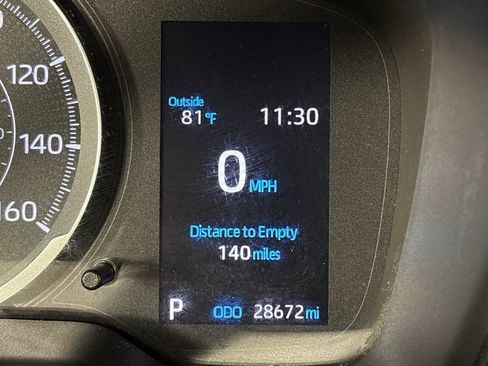 120
140
160
Outside
81°F 11:30
0 MPH
Distance to Empty
140 miles
P ODO 28672 mi